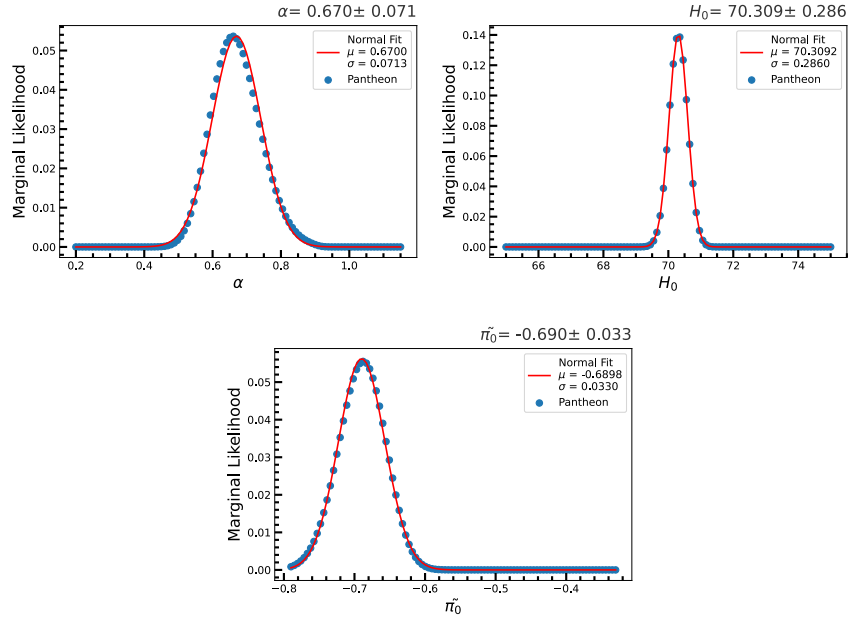 α= 0.670± 0.071
Marginal Likelihood
0.05
0.04
0.03
0.02
0.01
0.00
Normal Fit
μ = 0.6700
σ = 0.0713
Pantheon
0.2 0.4 0.6 0.8 1.0
α
H₀= 70.309± 0.286
Marginal Likelihood
0.14
0.12
0.10
0.08
0.06
0.04
0.02
0.00
Normal Fit
μ = 70.3092
σ = 0.2860
Pantheon
66 68 70 72 74
H₀
π̃₀= -0.690± 0.033
Marginal Likelihood
0.05
0.04
0.03
0.02
0.01
0.00
Normal Fit
μ = -0.6898
σ = 0.0330
Pantheon
−0.8 −0.7 −0.6 −0.5 −0.4
π̃₀